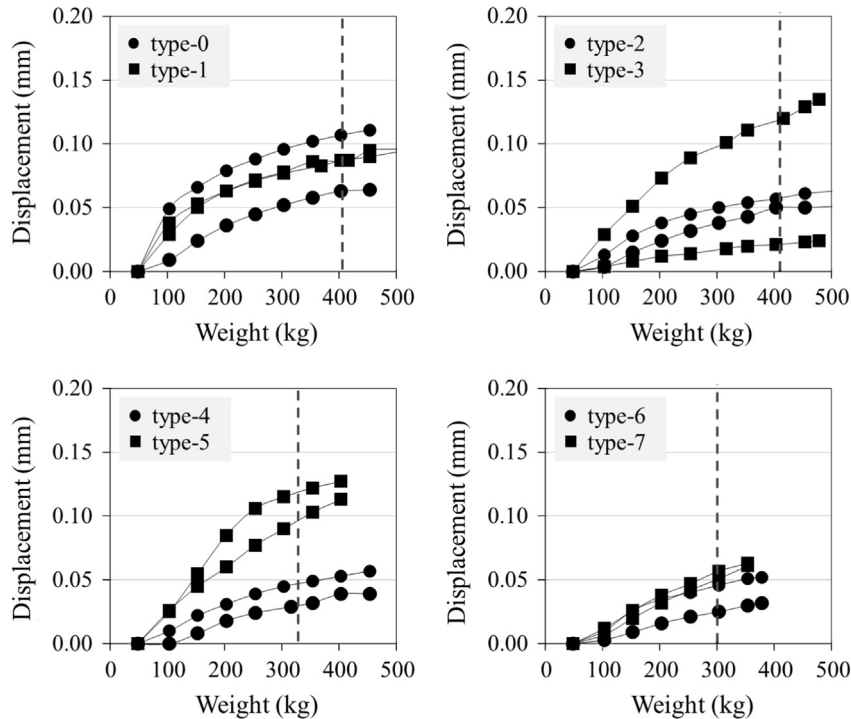 0.20
0.15
0.10
0.05
0.00
Displacement (mm)
type-0
type-1
0 100 200 300 400 500
Weight (kg)
0.20
0.15
0.10
0.05
0.00
Displacement (mm)
type-2
type-3
0 100 200 300 400 500
Weight (kg)
0.20
0.15
0.10
0.05
0.00
Displacement (mm)
type-4
type-5
0 100 200 300 400 500
Weight (kg)
0.20
0.15
0.10
0.05
0.00
Displacement (mm)
type-6
type-7
0 100 200 300 400 500
Weight (kg)